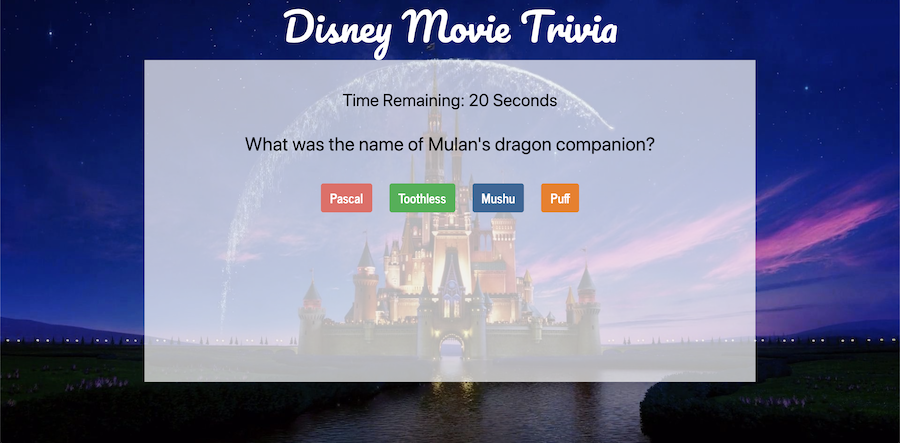 Disney Movie Trivia
Time Remaining: 20 Seconds
What was the name of Mulan's dragon companion?
Pascal Toothless Mushu Puff